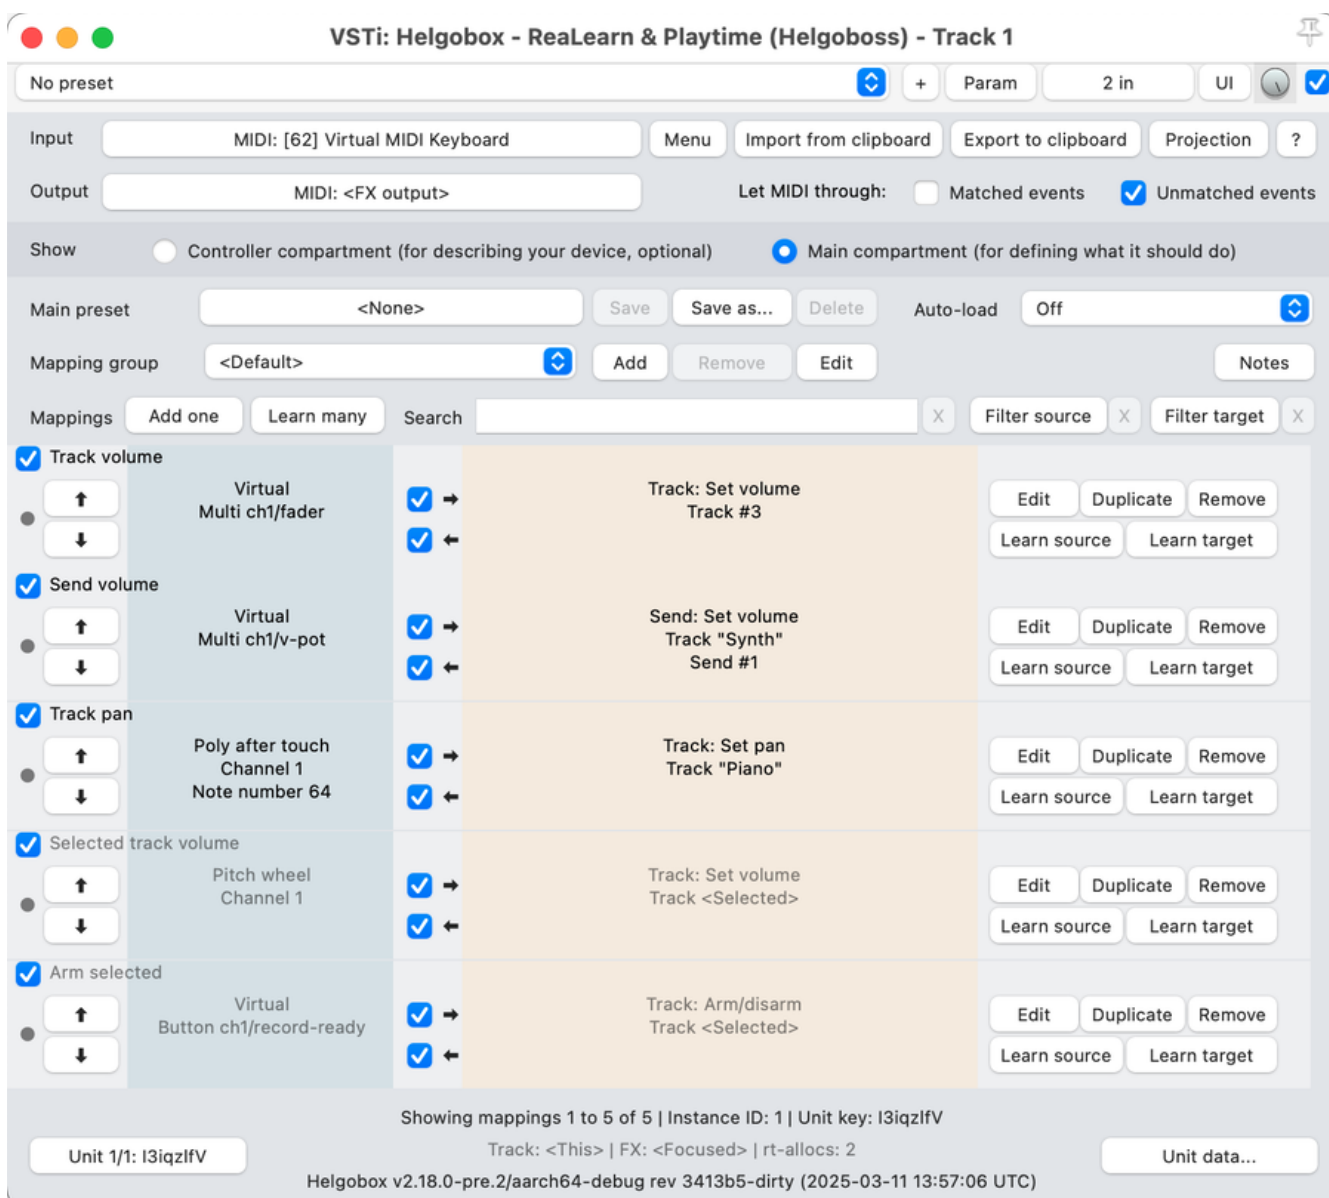 VSTi: Helgobox - ReaLearn & Playtime (Helgoboss) - Track 1
No preset + Param 2 in UI
Input MIDI: [62] Virtual MIDI Keyboard Menu Import from clipboard Export to clipboard Projection ?
Output MIDI: <FX output> Let MIDI through: Matched events Unmatched events
Show Controller compartment (for describing your device, optional) Main compartment (for defining what it should do)
Main preset <None> Save Save as... Delete Auto-load Off
Mapping group <Default> Add Remove Edit Notes
Mappings Add one Learn many Search X Filter source X Filter target X
Track volume
Virtual
Multi ch1/fader
Track: Set volume
Track #3
Edit Duplicate Remove
Learn source Learn target
Send volume
Virtual
Multi ch1/v-pot
Send: Set volume
Track "Synth"
Send #1
Edit Duplicate Remove
Learn source Learn target
Track pan
Poly after touch
Channel 1
Note number 64
Track: Set pan
Track "Piano"
Edit Duplicate Remove
Learn source Learn target
Selected track volume
Pitch wheel
Channel 1
Track: Set volume
Track <Selected>
Edit Duplicate Remove
Learn source Learn target
Arm selected
Virtual
Button ch1/record-ready
Track: Arm/disarm
Track <Selected>
Edit Duplicate Remove
Learn source Learn target
Showing mappings 1 to 5 of 5 | Instance ID: 1 | Unit key: I3iqzIfV
Unit 1/1: I3iqzIfV Track: <This> | FX: <Focused> | rt-allocs: 2 Unit data...
Helgobox v2.18.0-pre.2/aarch64-debug rev 3413b5-dirty (2025-03-11 13:57:06 UTC)